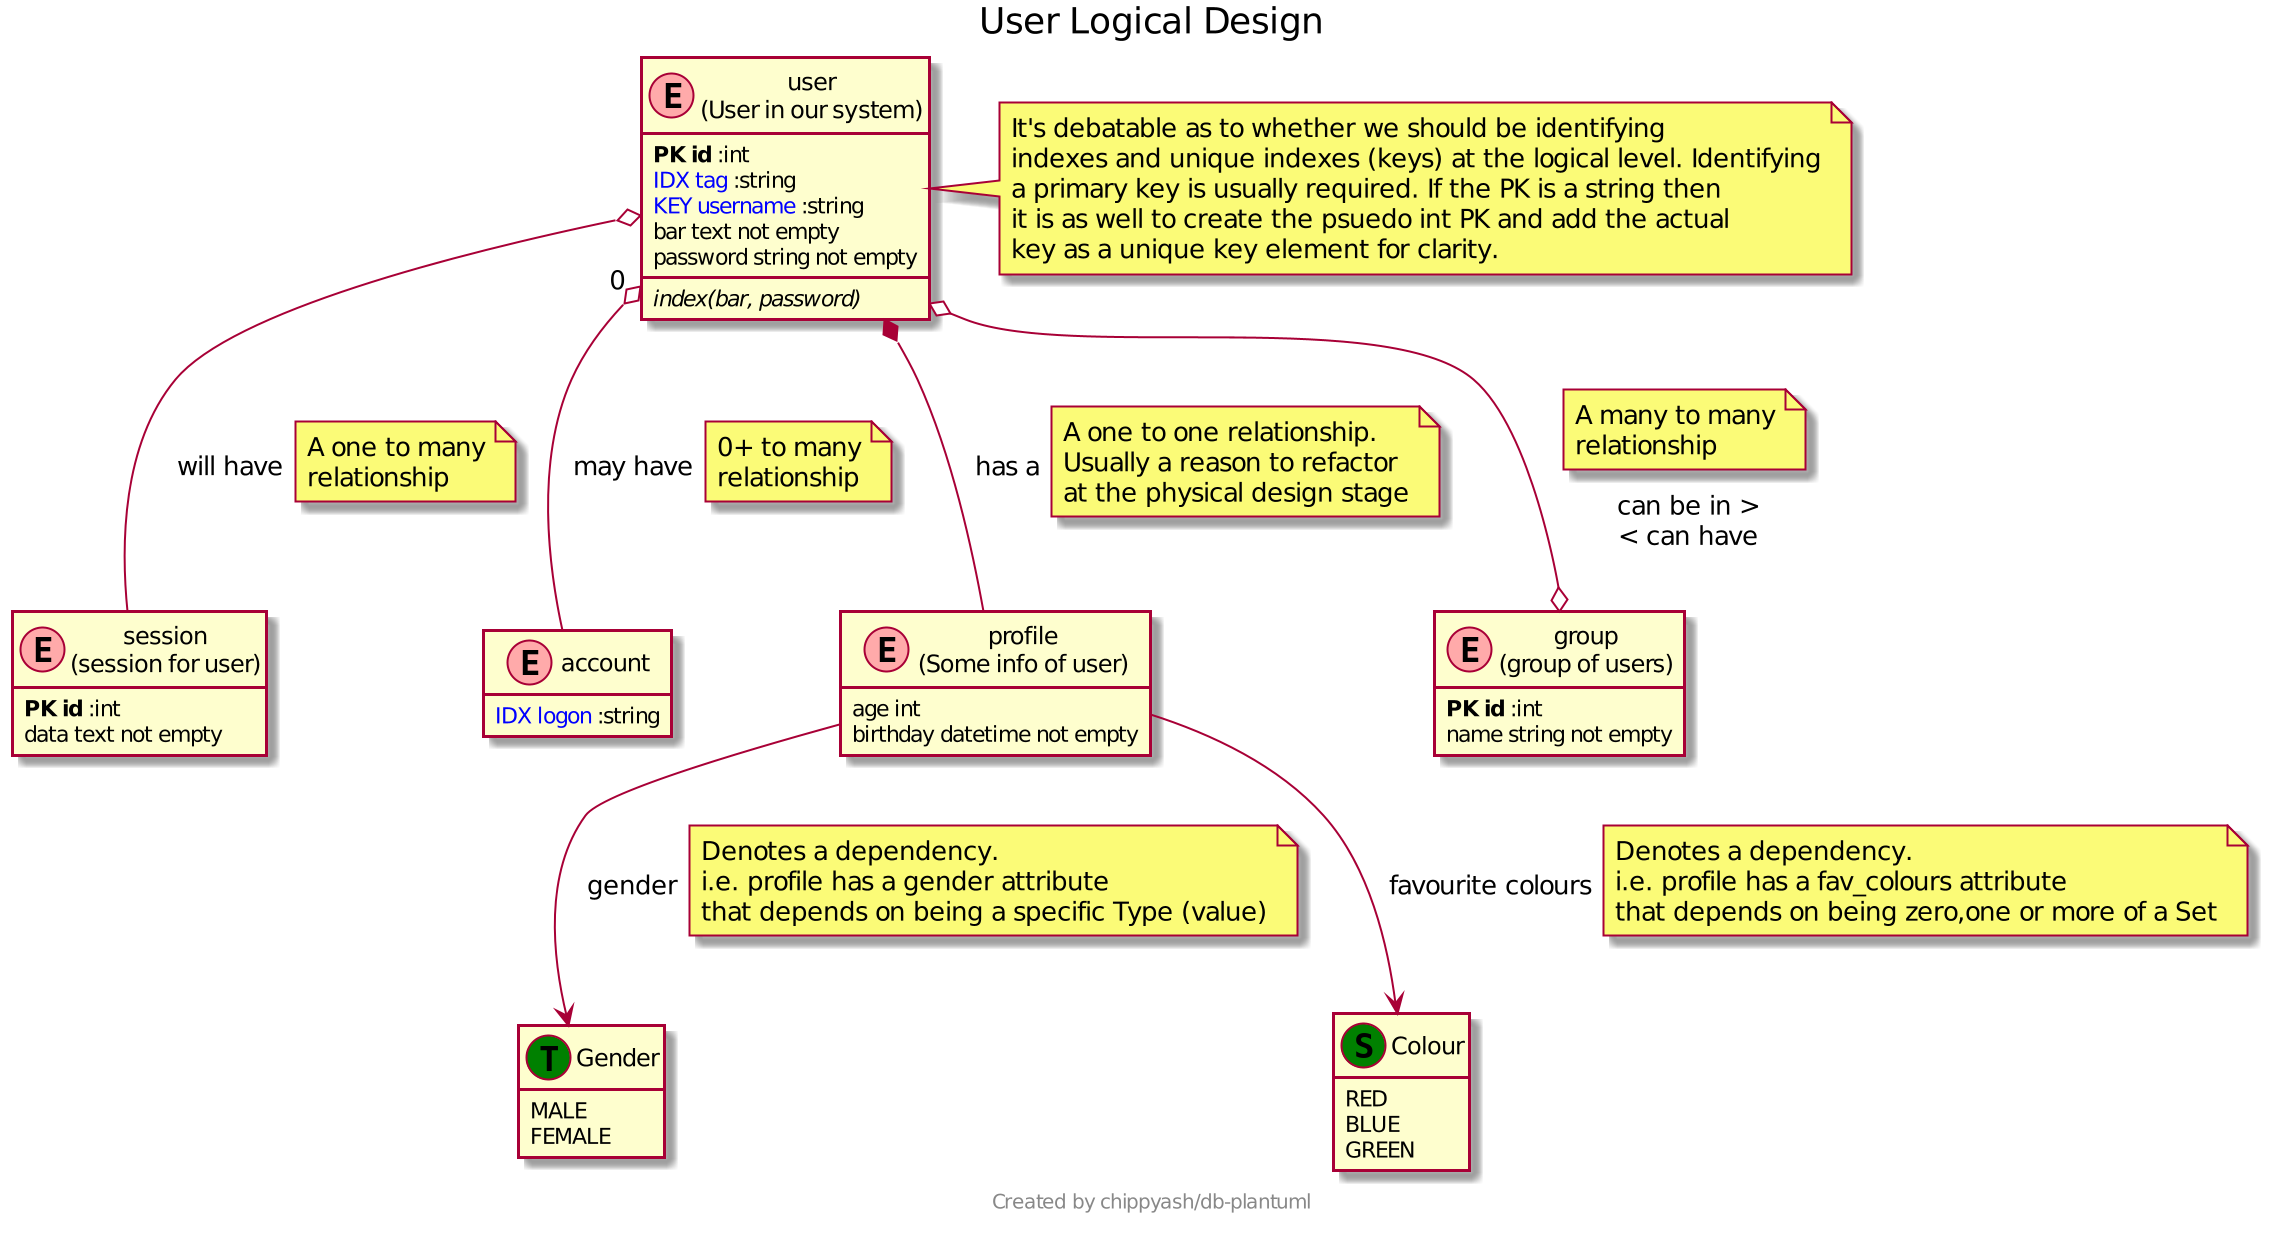 User Logical Design
E
user
(User in our system)
PK id :int
IDX tag :string
KEY username :string
bar text not empty
password string not empty
index(bar, password)
It's debatable as to whether we should be identifying
indexes and unique indexes (keys) at the logical level. Identifying
a primary key is usually required. If the PK is a string then
it is as well to create the psuedo int PK and add the actual
key as a unique key element for clarity.
0
will have
A one to many
relationship
may have
0+ to many
relationship
has a
A one to one relationship.
Usually a reason to refactor
at the physical design stage
A many to many
relationship
can be in >
< can have
E
session
(session for user)
PK id :int
data text not empty
E
account
IDX logon :string
E
profile
(Some info of user)
age int
birthday datetime not empty
E
group
(group of users)
PK id :int
name string not empty
gender
Denotes a dependency.
i.e. profile has a gender attribute
that depends on being a specific Type (value)
favourite colours
Denotes a dependency.
i.e. profile has a fav_colours attribute
that depends on being zero,one or more of a Set
T
Gender
MALE
FEMALE
S
Colour
RED
BLUE
GREEN
Created by chippyash/db-plantuml